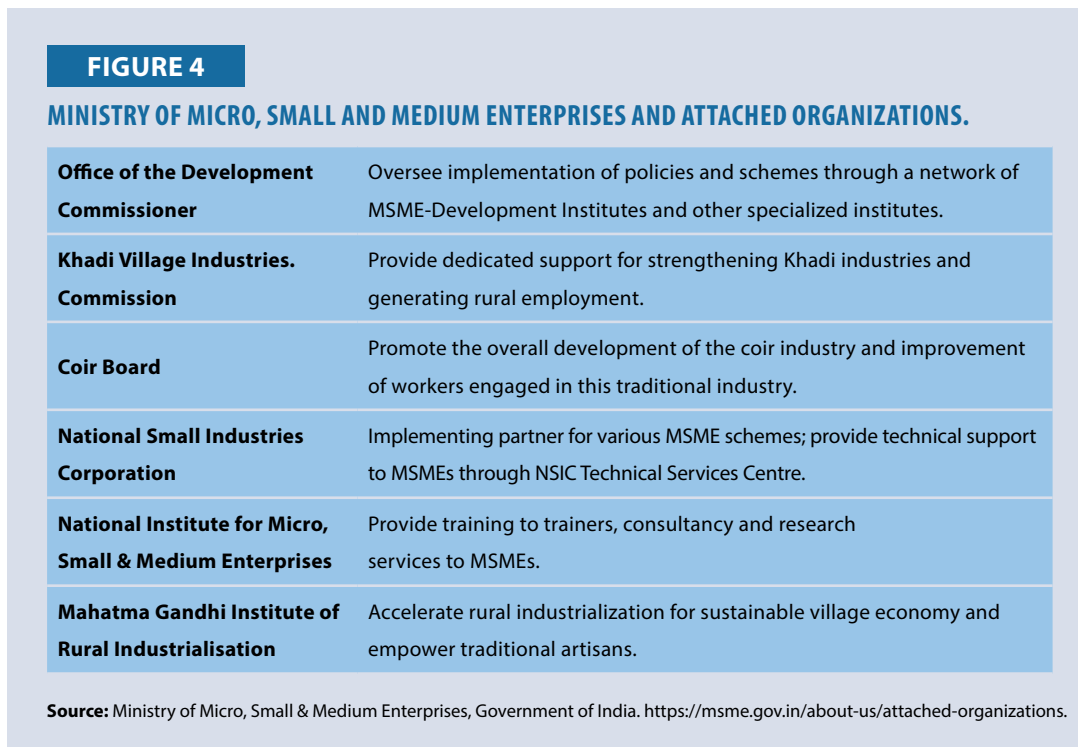 FIGURE 4
MINISTRY OF MICRO, SMALL AND MEDIUM ENTERPRISES AND ATTACHED ORGANIZATIONS.
Office of the Development
Commissioner
Oversee implementation of policies and schemes through a network of
MSME-Development Institutes and other specialized institutes.
Khadi Village Industries.
Commission
Provide dedicated support for strengthening Khadi industries and
generating rural employment.
Coir Board
Promote the overall development of the coir industry and improvement
of workers engaged in this traditional industry.
National Small Industries
Corporation
Implementing partner for various MSME schemes; provide technical support
to MSMEs through NSIC Technical Services Centre.
National Institute for Micro,
Small & Medium Enterprises
Provide training to trainers, consultancy and research
services to MSMEs.
Mahatma Gandhi Institute of
Rural Industrialisation
Accelerate rural industrialization for sustainable village economy and
empower traditional artisans.
Source: Ministry of Micro, Small & Medium Enterprises, Government of India. https://msme.gov.in/about-us/attached-organizations.